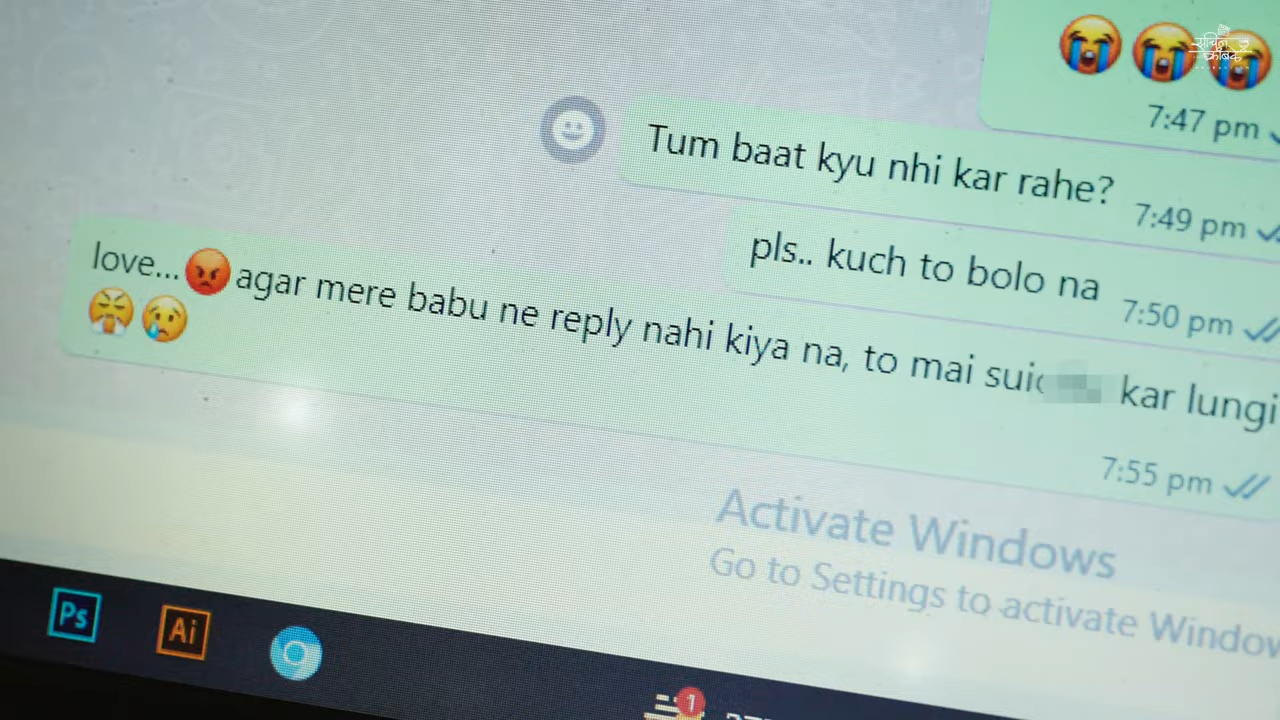 सचिन
क्रंबिक
7:47 pm
Tum baat kyu nhi kar rahe?
7:49 pm
pls.. kuch to bolo na
7:50 pm
love...😡agar mere babu ne reply nahi kiya na, to mai suic kar lungi
😤😢
7:55 pm
Activate Windows
Go to Settings to activate Window
Ps
Ai
1